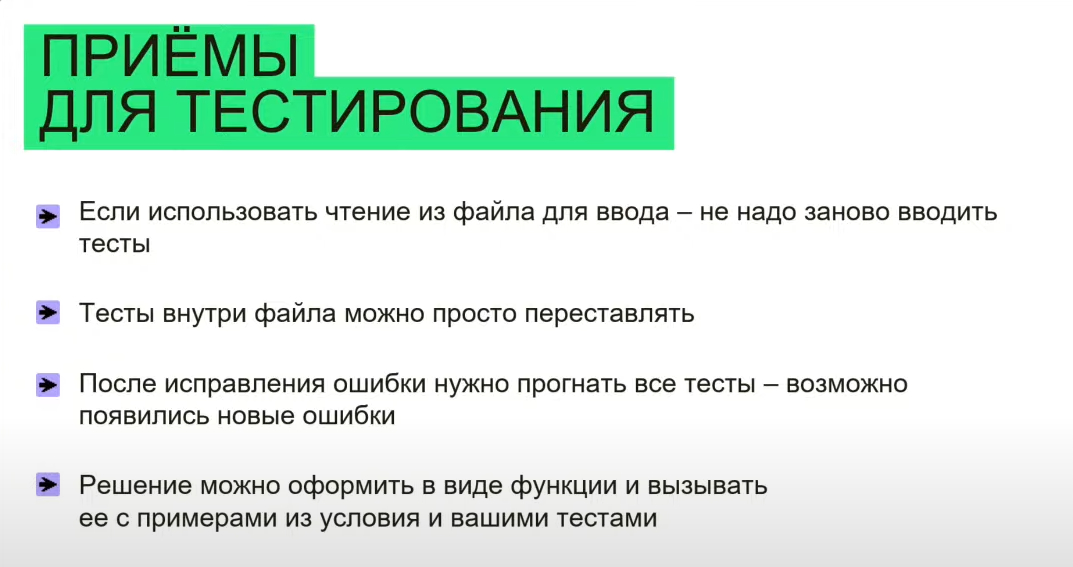 ПРИЁМЫ
ДЛЯ ТЕСТИРОВАНИЯ
Если использовать чтение из файла для ввода – не надо заново вводить
тесты
Тесты внутри файла можно просто переставлять
После исправления ошибки нужно прогнать все тесты – возможно
появились новые ошибки
Решение можно оформить в виде функции и вызывать
ее с примерами из условия и вашими тестами